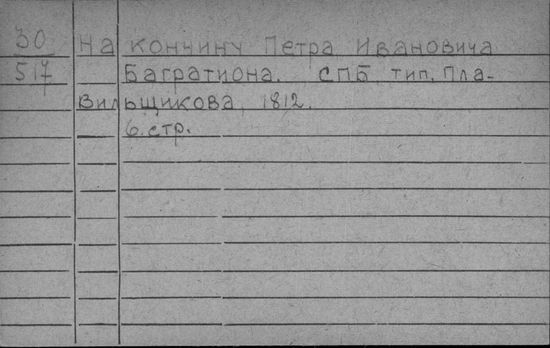 30 На кончину Петра Ивановича
517 Багратиона. СПБ тип. Пла-
вильщикова, 1812.
6. стр.